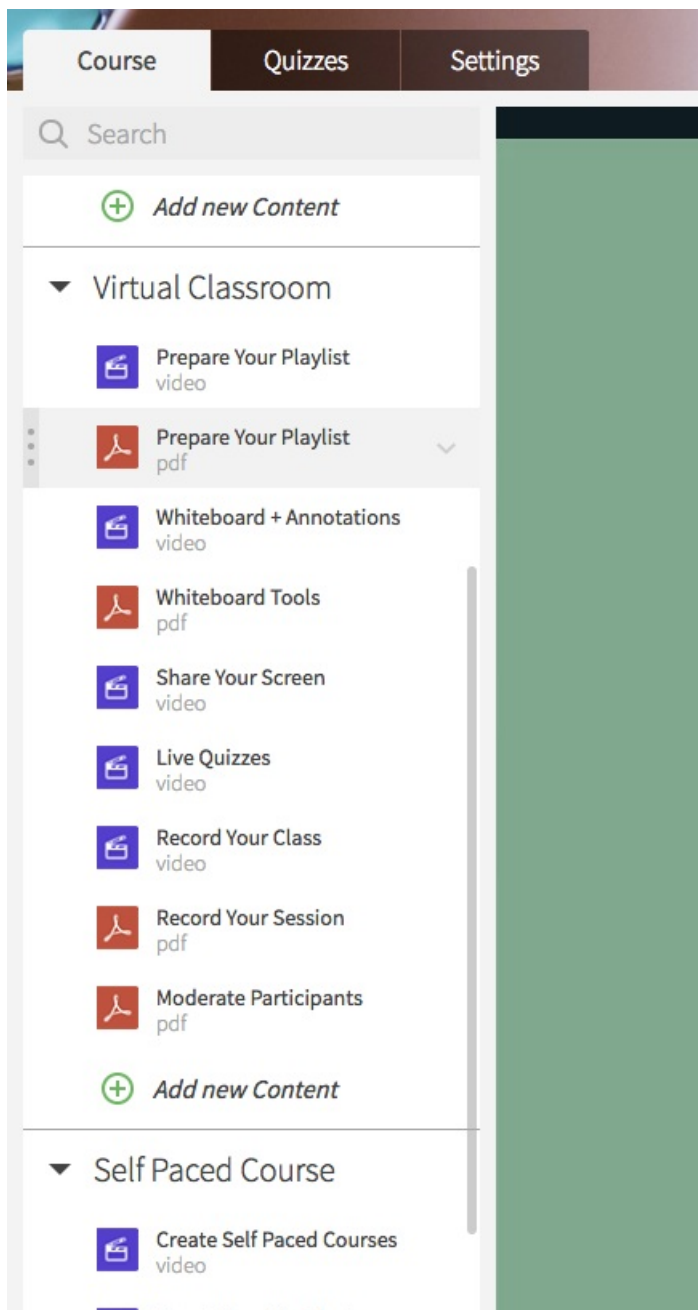 Course Quizzes Settings
Search
Add new Content
Virtual Classroom
Prepare Your Playlist
video
Prepare Your Playlist
pdf
Whiteboard + Annotations
video
Whiteboard Tools
pdf
Share Your Screen
video
Live Quizzes
video
Record Your Class
video
Record Your Session
pdf
Moderate Participants
pdf
Add new Content
Self Paced Course
Create Self Paced Courses
video